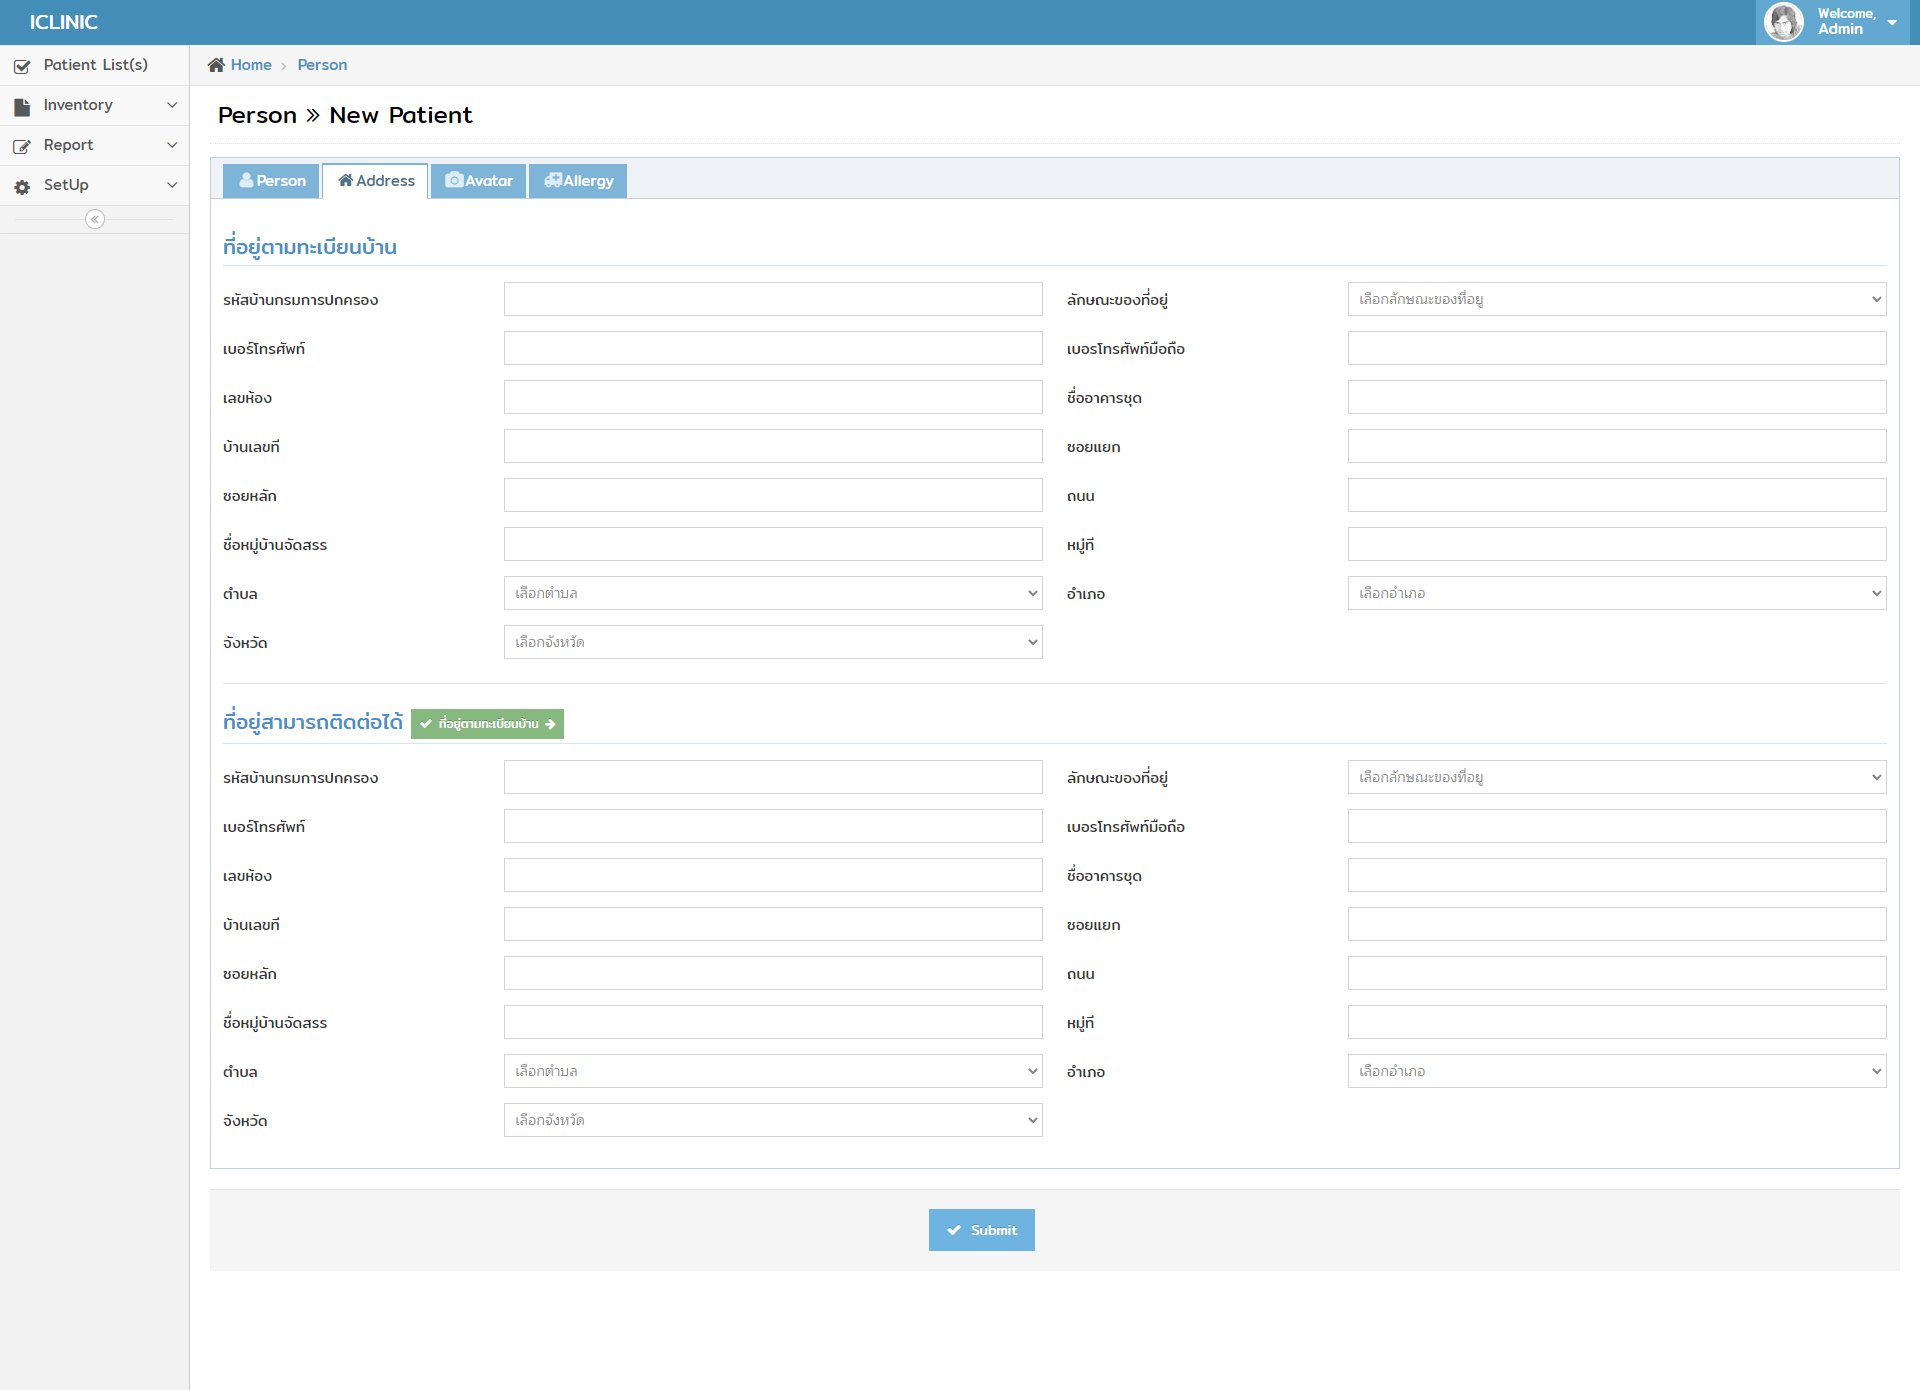 ICLINIC
Welcome,
Admin
Patient List(s)
Inventory
Report
SetUp
Home > Person
Person » New Patient
Person Address Avatar Allergy
ที่อยู่ตามทะเบียนบ้าน
รหัสบ้านกรมการปกครอง ลักษณะของที่อยู่ เลือกลักษณะของที่อยู่
เบอร์โทรศัพท์ เบอรโทรศัพท์มือถือ
เลขห้อง ชื่ออาคารชุด
บ้านเลขที่ ซอยแยก
ซอยหลัก ถนน
ชื่อหมู่บ้านจัดสรร หมู่ที่
ตำบล เลือกตำบล อำเภอ เลือกอำเภอ
จังหวัด เลือกจังหวัด
ที่อยู่สามารถติดต่อได้ ที่อยู่ตามทะเบียนบ้าน
รหัสบ้านกรมการปกครอง ลักษณะของที่อยู่ เลือกลักษณะของที่อยู่
เบอร์โทรศัพท์ เบอรโทรศัพท์มือถือ
เลขห้อง ชื่ออาคารชุด
บ้านเลขที่ ซอยแยก
ซอยหลัก ถนน
ชื่อหมู่บ้านจัดสรร หมู่ที่
ตำบล เลือกตำบล อำเภอ เลือกอำเภอ
จังหวัด เลือกจังหวัด
Submit